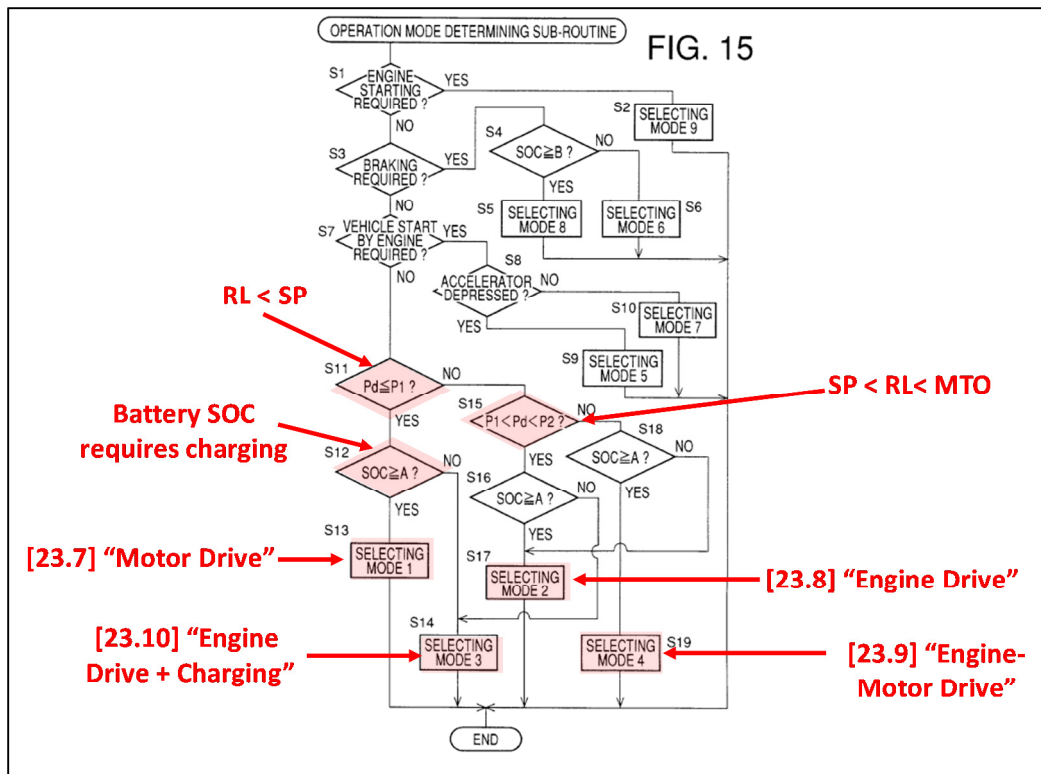 OPERATION MODE DETERMINING SUB-ROUTINE
FIG. 15
S1
ENGINE
STARTING
REQUIRED ?
YES
NO
S2
SELECTING
MODE 9
S3
BRAKING
REQUIRED ?
YES
NO
S4
SOC≧B ?
NO
YES
S5
SELECTING
MODE 8
S6
SELECTING
MODE 6
S7
VEHICLE START
BY ENGINE
REQUIRED ?
YES
NO
S8
ACCELERATOR
DEPRESSED ?
NO
YES
S10
SELECTING
MODE 7
S9
SELECTING
MODE 5
RL < SP
S11
Pd≦P1 ?
NO
YES
SP < RL< MTO
S15
P1<Pd<P2 ?
NO
YES
Battery SOC
requires charging
S12
SOC≧A ?
NO
YES
S16
SOC≧A ?
NO
YES
S18
SOC≧A ?
NO
YES
[23.7] “Motor Drive”
S13
SELECTING
MODE 1
S17
SELECTING
MODE 2
[23.8] “Engine Drive”
[23.10] “Engine
Drive + Charging”
S14
SELECTING
MODE 3
S19
SELECTING
MODE 4
[23.9] “Engine-
Motor Drive”
END